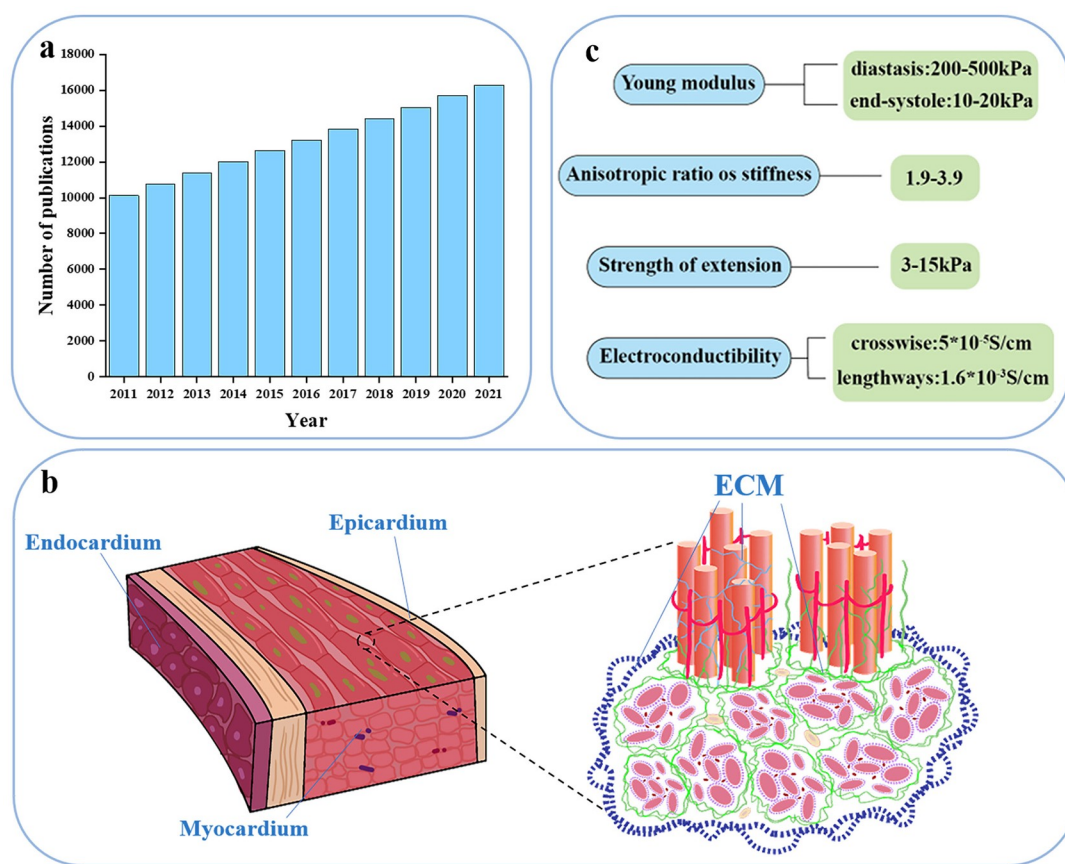 a
18000
16000
14000
12000
10000
8000
6000
4000
2000
0
Number of publications
2011 2012 2013 2014 2015 2016 2017 2018 2019 2020 2021
Year
c
Young modulus
diastasis:200-500kPa
end-systole:10-20kPa
Anisotropic ratio os stiffness
1.9-3.9
Strength of extension
3-15kPa
Electroconductibility
crosswise:5*10⁻⁵S/cm
lengthways:1.6*10⁻³S/cm
b
Endocardium
Epicardium
Myocardium
ECM